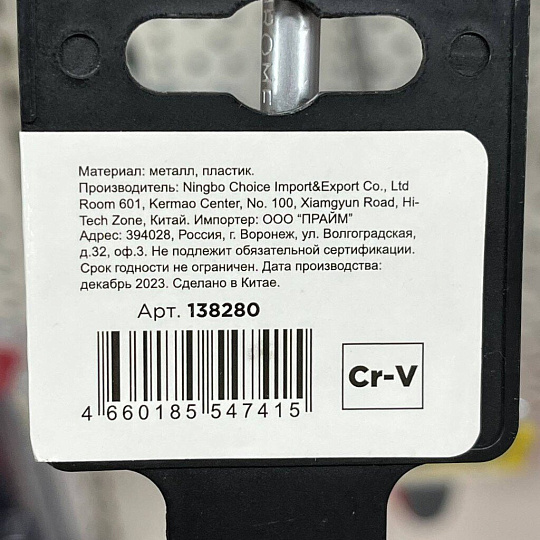 ROME
Материал: металл, пластик.
Производитель: Ningbo Choice Import&Export Co., Ltd
Room 601, Kermao Center, No. 100, Xiamgyun Road, Hi-
Tech Zone, Китай. Импортер: ООО "ПРАЙМ"
Адрес: 394028, Россия, г. Воронеж, ул. Волгоградская,
д.32, оф.3. Не подлежит обязательной сертификации.
Срок годности не ограничен. Дата производства:
декабрь 2023. Сделано в Китае.
Арт. 138280
Cr-V
4 660185 547415